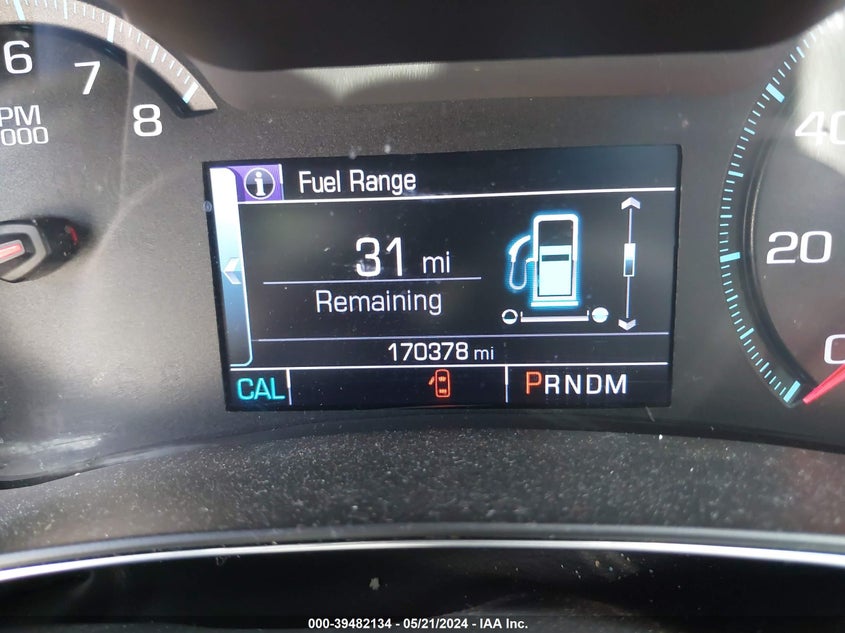 6
7
8
PM
000
i Fuel Range
31 mi
Remaining
170378 mi
CAL
PRNDM
40
20
0
000-39482134 - 05/21/2024 - IAA Inc.